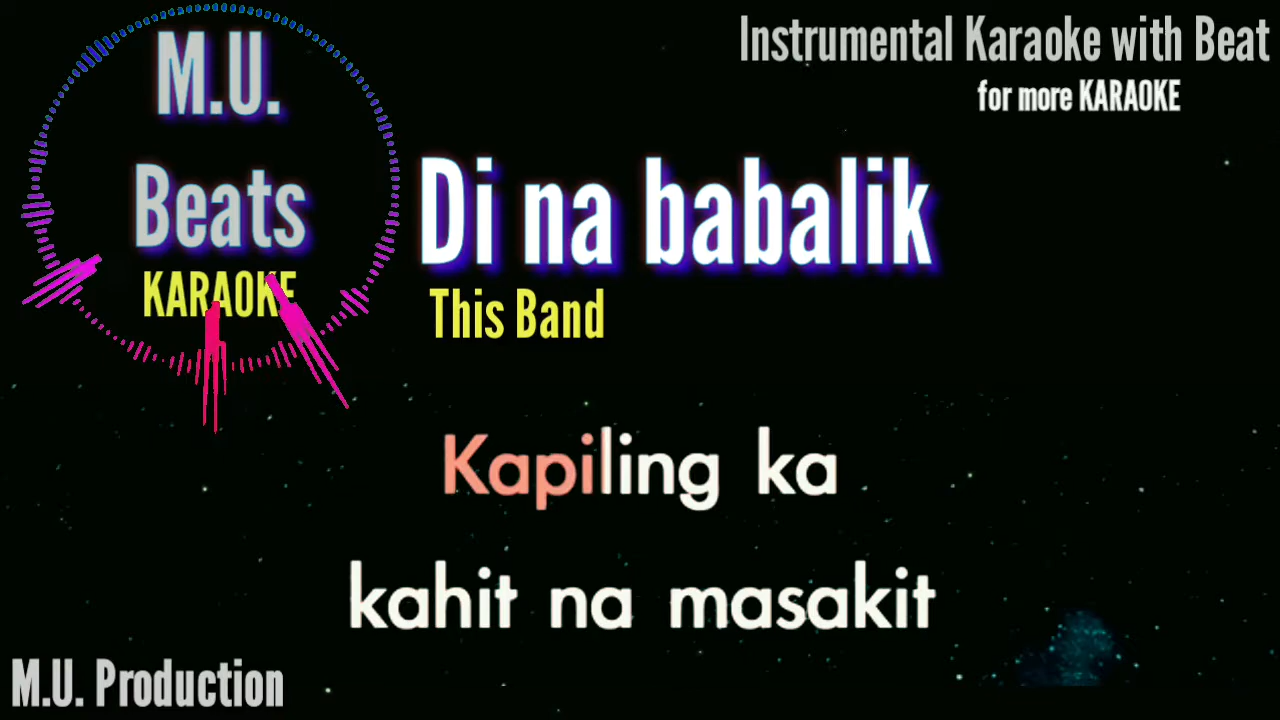 M.U.
Beats
KARAOKE
Instrumental Karaoke with Beat
for more KARAOKE
Di na babalik
This Band
Kapiling ka
kahit na masakit
M.U. Production